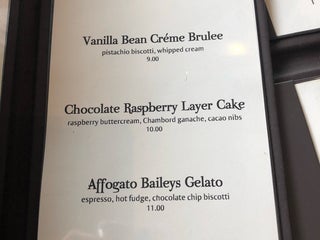 Vanilla Bean Créme Brulee
pistachio biscotti, whipped cream
9.00
Chocolate Raspberry Layer Cake
raspberry buttercream, Chambord ganache, cacao nibs
10.00
Affogato Baileys Gelato
espresso, hot fudge, chocolate chip biscotti
11.00